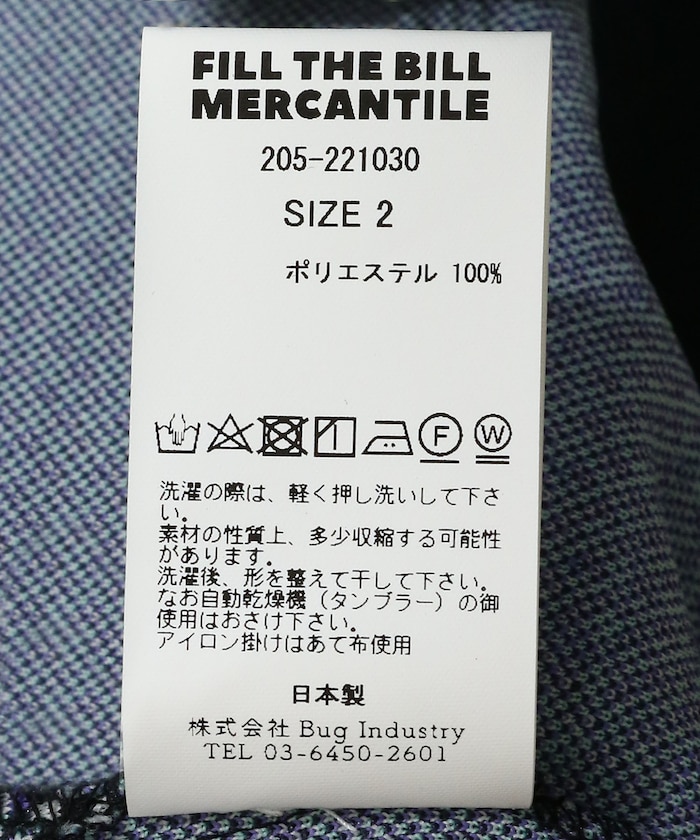 FILL THE BILL
MERCANTILE
205-221030
SIZE 2
ポリエステル 100%
F W
洗濯の際は、軽く押し洗いして下さ
い。
素材の性質上、多少収縮する可能性
があります。
洗濯後、形を整えて干して下さい。
なお自動乾燥機（タンブラー）の御
使用はおさけ下さい。
アイロン掛けはあて布使用
日本製
株式会社 Bug Industry
TEL 03-6450-2601